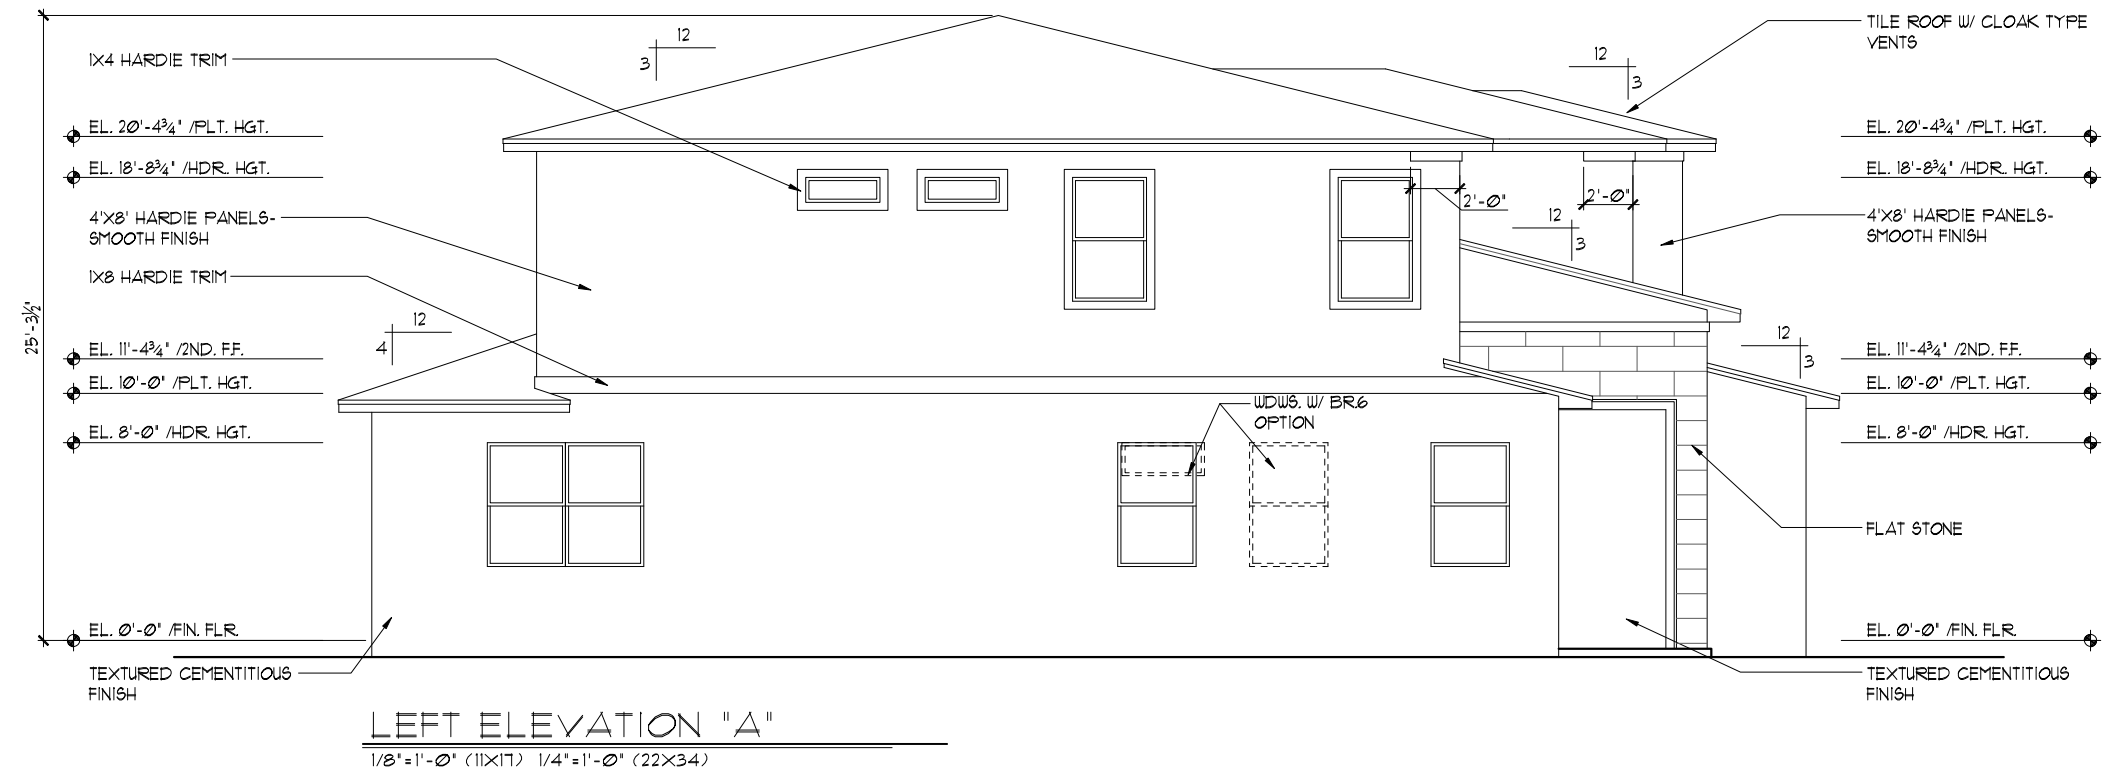 12
3
TILE ROOF W/ CLOAK TYPE
VENTS
1X4 HARDIE TRIM
12
3
EL. 20'-4¾" /PLT. HGT.
EL. 20'-4¾" /PLT. HGT.
EL. 18'-8¾" /HDR. HGT.
EL. 18'-8¾" /HDR. HGT.
2'-0"
2'-0"
4'X8' HARDIE PANELS-
SMOOTH FINISH
12
3
4'X8' HARDIE PANELS-
SMOOTH FINISH
1X8 HARDIE TRIM
25'-3½"
12
4
12
3
EL. 11'-4¾" /2ND. F.F.
EL. 11'-4¾" /2ND. F.F.
EL. 10'-0" /PLT. HGT.
EL. 10'-0" /PLT. HGT.
WDWS. W/ BR.6
OPTION
EL. 8'-0" /HDR. HGT.
EL. 8'-0" /HDR. HGT.
FLAT STONE
EL. 0'-0" /FIN. FLR.
EL. 0'-0" /FIN. FLR.
TEXTURED CEMENTITIOUS
FINISH
TEXTURED CEMENTITIOUS
FINISH
LEFT ELEVATION "A"
1/8"=1'-0" (11X17) 1/4"=1'-0" (22X34)